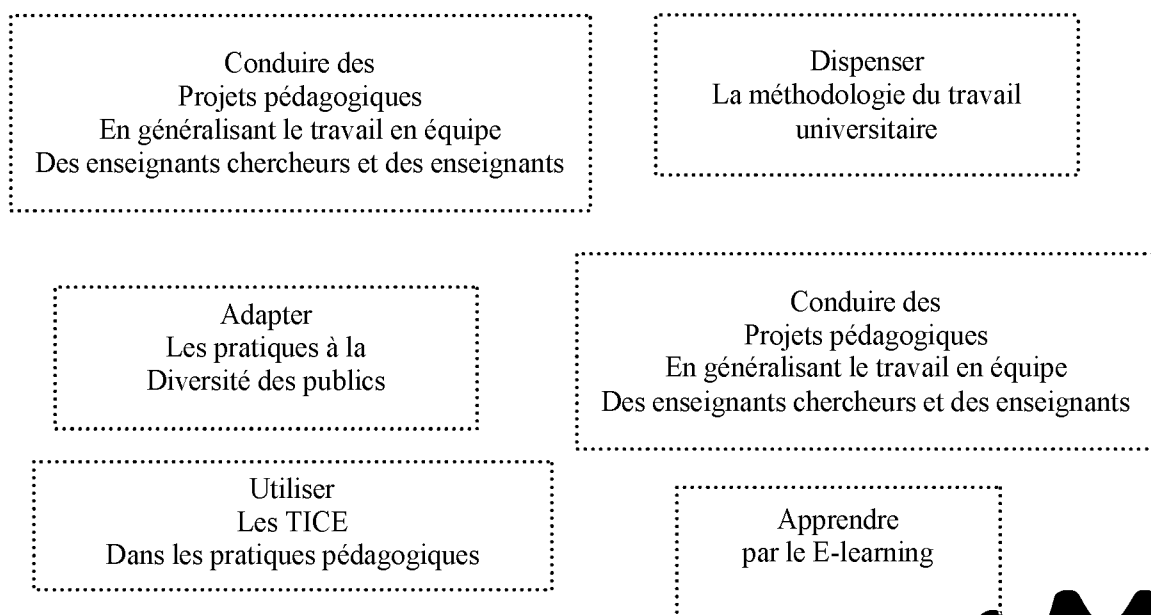 Conduire des
Projets pédagogiques
En généralisant le travail en équipe
Des enseignants chercheurs et des enseignants
Dispenser
La méthodologie du travail
universitaire
Adapter
Les pratiques à la
Diversité des publics
Conduire des
Projets pédagogiques
En généralisant le travail en équipe
Des enseignants chercheurs et des enseignants
Utiliser
Les TICE
Dans les pratiques pédagogiques
Apprendre
par le E-learning